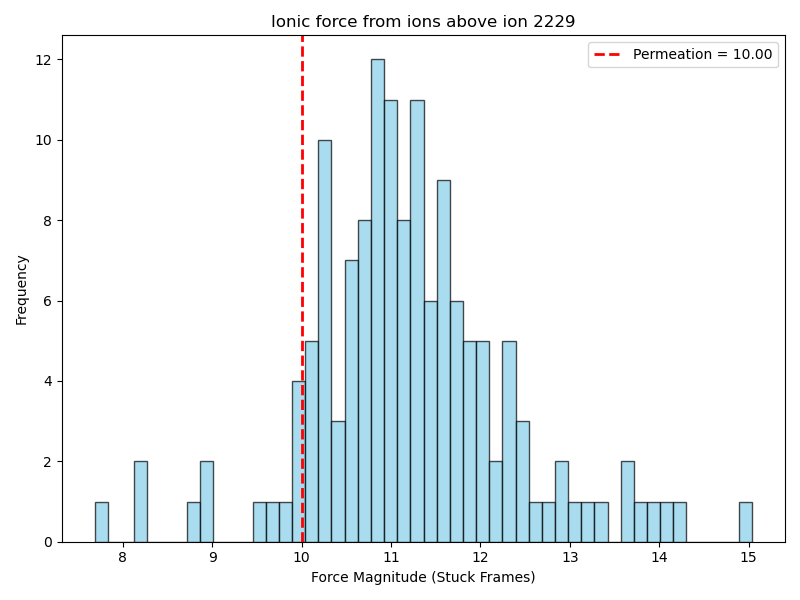 Ionic force from ions above ion 2229
Permeation = 10.00
Frequency
12
10
8
6
4
2
0
8 9 10 11 12 13 14 15
Force Magnitude (Stuck Frames)